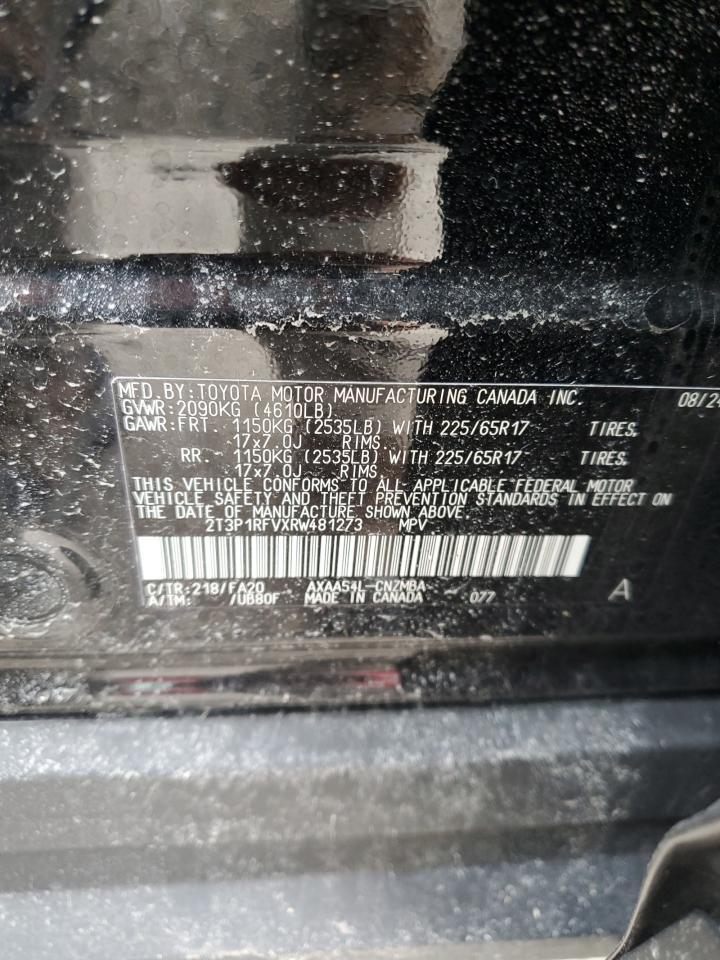 MFD.BY:TOYOTA MOTOR MANUFACTURING CANADA INC. 08/24
GVWR:2090KG (4610LB)
GAWR:FRT. 1150KG (2535LB) WITH 225/65R17 TIRES,
17x7.0J RIMS
RR. 1150KG (2535LB) WITH 225/65R17 TIRES,
17x7.0J RIMS
THIS VEHICLE CONFORMS TO ALL APPLICABLE FEDERAL MOTOR
VEHICLE SAFETY AND THEFT PREVENTION STANDARDS IN EFFECT ON
THE DATE OF MANUFACTURE SHOWN ABOVE.
2T3P1RFVXRW481273 MPV
C/TR:218/FA20 AXAA54L-CNZMBA A
A/TM: /UB80F MADE IN CANADA 077